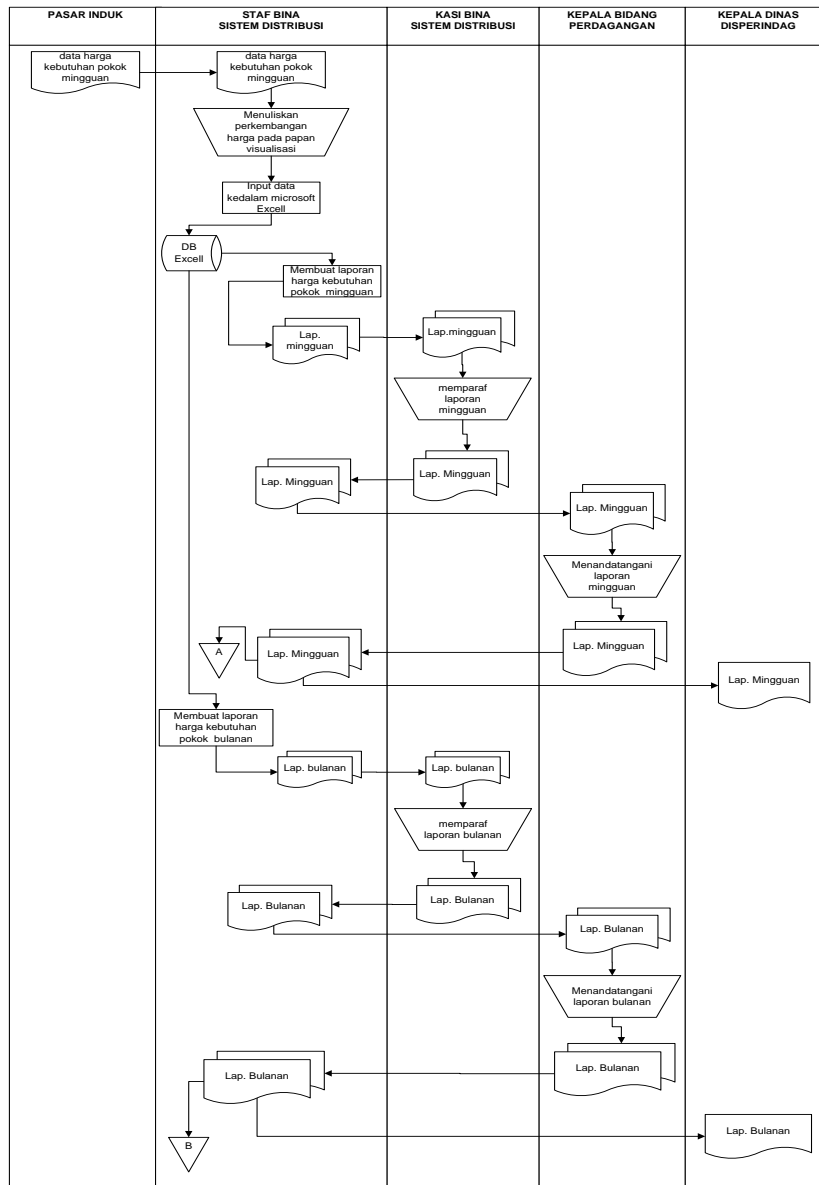 PASAR INDUK
STAF BINA
SISTEM DISTRIBUSI
KASI BINA
SISTEM DISTRIBUSI
KEPALA BIDANG
PERDAGANGAN
KEPALA DINAS
DISPERINDAG
data harga
kebutuhan pokok
mingguan
data harga
kebutuhan pokok
mingguan
Menuliskan
perkembangan
harga pada papan
visualisasi
Input data
kedalam microsoft
Excell
DB
Excell
Membuat laporan
harga kebutuhan
pokok mingguan
Lap.
mingguan
Lap.mingguan
memparaf
laporan
mingguan
Lap. Mingguan
Lap. Mingguan
Lap. Mingguan
Menandatangani
laporan
mingguan
A
Lap. Mingguan
Lap. Mingguan
Lap. Mingguan
Membuat laporan
harga kebutuhan
pokok bulanan
Lap. bulanan
Lap. bulanan
memparaf
laporan bulanan
Lap. Bulanan
Lap. Bulanan
Lap. Bulanan
Menandatangani
laporan bulanan
Lap. Bulanan
Lap. Bulanan
B
Lap. Bulanan